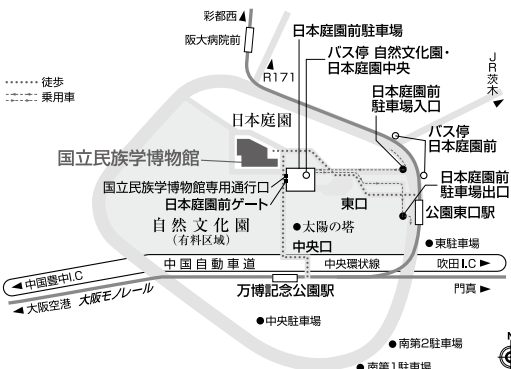 彩都西
阪大病院前
日本庭園前駐車場
バス停 自然文化園・
日本庭園中央
R171
JR茨木
徒歩
乗用車
日本庭園前
駐車場入口
日本庭園
バス停
日本庭園前
国立民族学博物館
日本庭園前
駐車場出口
国立民族学博物館専用通行口
日本庭園前ゲート
東口
公園東口駅
自然文化園
(有料区域)
太陽の塔
中央口
東駐車場
中国自動車道
中央環状線
吹田I.C
中国豊中I.C
大阪空港
大阪モノレール
万博記念公園駅
門真
中央駐車場
南第2駐車場
南第1駐車場
N